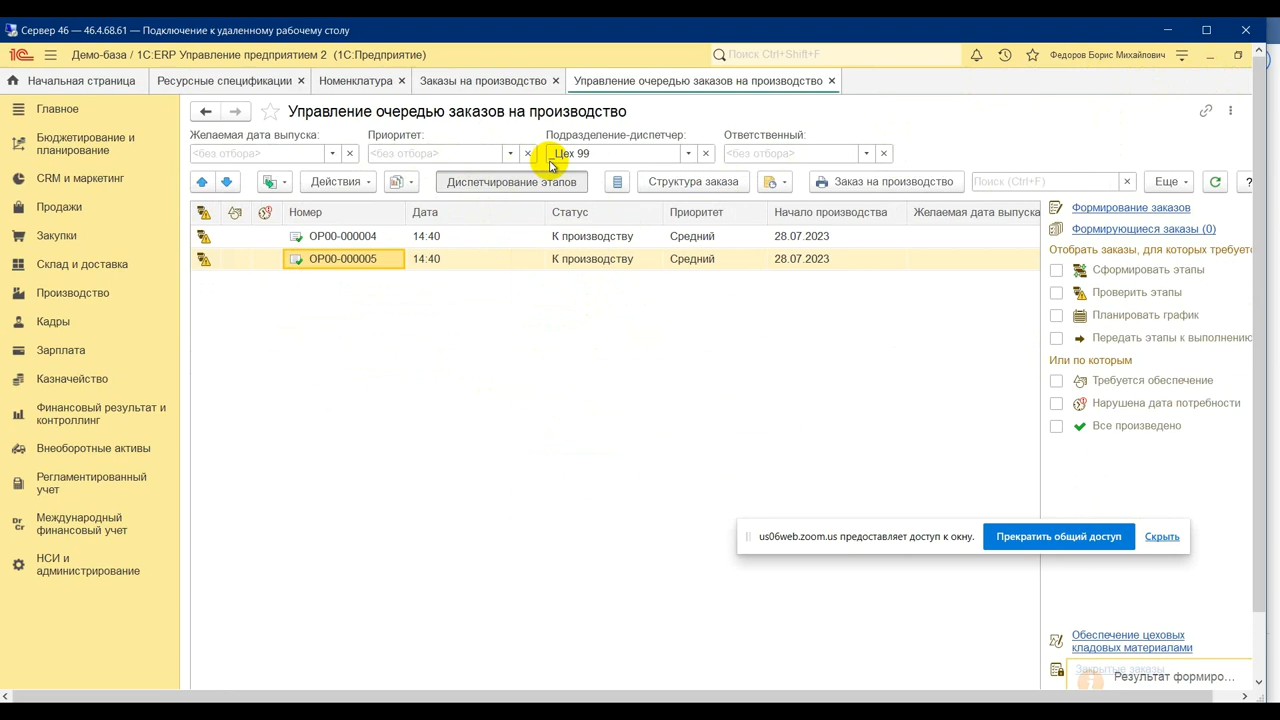 Сервер 46 — 46.4.68.61 — Подключение к удаленному рабочему столу
Демо-база / 1С:ERP Управление предприятием 2 (1С:Предприятие)
Поиск Ctrl+Shift+F
Федоров Борис Михайлович
Начальная страница
Ресурсные спецификации ×
Номенклатура ×
Заказы на производство ×
Управление очередью заказов на производство ×
Главное
Бюджетирование и
планирование
CRM и маркетинг
Продажи
Закупки
Склад и доставка
Производство
Кадры
Зарплата
Казначейство
Финансовый результат и
контроллинг
Внеоборотные активы
Регламентированный
учет
Международный
финансовый учет
НСИ и
администрирование
Управление очередью заказов на производство
Желаемая дата выпуска: Приоритет: Подразделение-диспетчер: Ответственный:
<без отбора> <без отбора> _Цех 99 <без отбора>
Действия Диспетчирование этапов Структура заказа Заказ на производство Поиск (Ctrl+F) Еще ?
Номер Дата Статус Приоритет Начало производства Желаемая дата выпуска
ОР00-000004 14:40 К производству Средний 28.07.2023
ОР00-000005 14:40 К производству Средний 28.07.2023
Формирование заказов
Формирующиеся заказы (0)
Отобрать заказы, для которых требуетс
Сформировать этапы
Проверить этапы
Планировать график
Передать этапы к выполнению
Или по которым
Требуется обеспечение
Нарушена дата потребности
Все произведено
us06web.zoom.us предоставляет доступ к окну. Прекратить общий доступ Скрыть
Обеспечение цеховых
кладовых материалами
Закрытые заказы
Результат формиро...